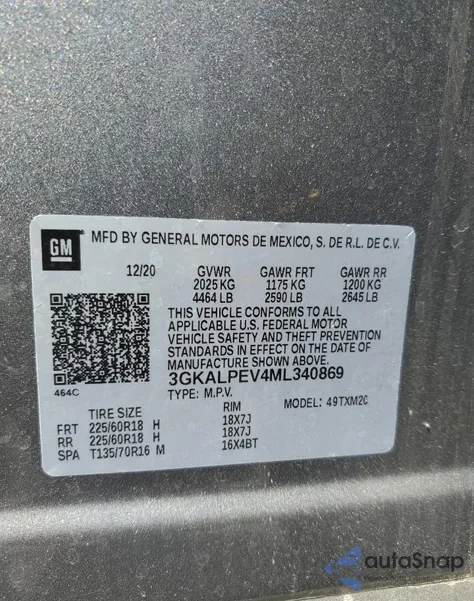 GM
MFD BY GENERAL MOTORS DE MEXICO, S. DE R.L. DE C.V.
12/20 GVWR GAWR FRT GAWR RR
2025 KG 1175 KG 1200 KG
4464 LB 2590 LB 2645 LB
THIS VEHICLE CONFORMS TO ALL
APPLICABLE U.S. FEDERAL MOTOR
VEHICLE SAFETY AND THEFT PREVENTION
STANDARDS IN EFFECT ON THE DATE OF
MANUFACTURE SHOWN ABOVE.
464C
3GKALPEV4ML340869
TYPE: M.P.V. MODEL: 49TXM26
TIRE SIZE RIM
FRT 225/60R18 H 18X7J
RR 225/60R18 H 18X7J
SPA T135/70R16 M 16X4BT
autoSnap